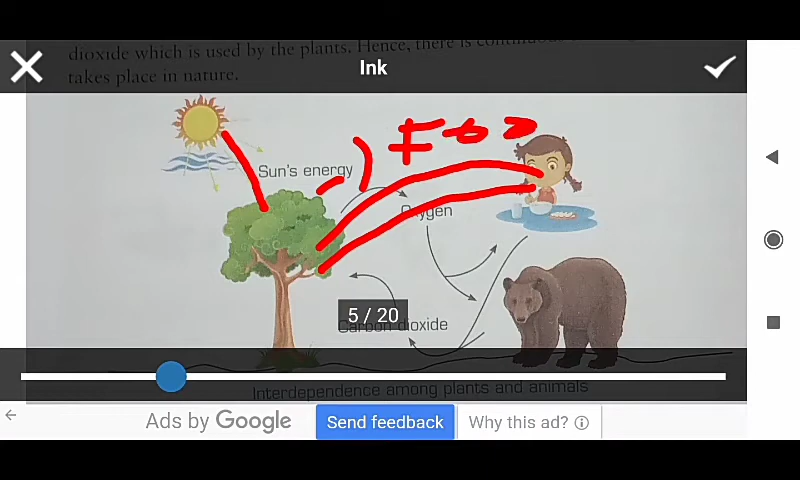 dioxide which is used by the plants. Hence, there is
takes place in nature.
Ink
Sun's energy
Oxygen
5 / 20
Carbon dioxide
Interdependence among plants and animals
Ads by Google
Send feedback
Why this ad?